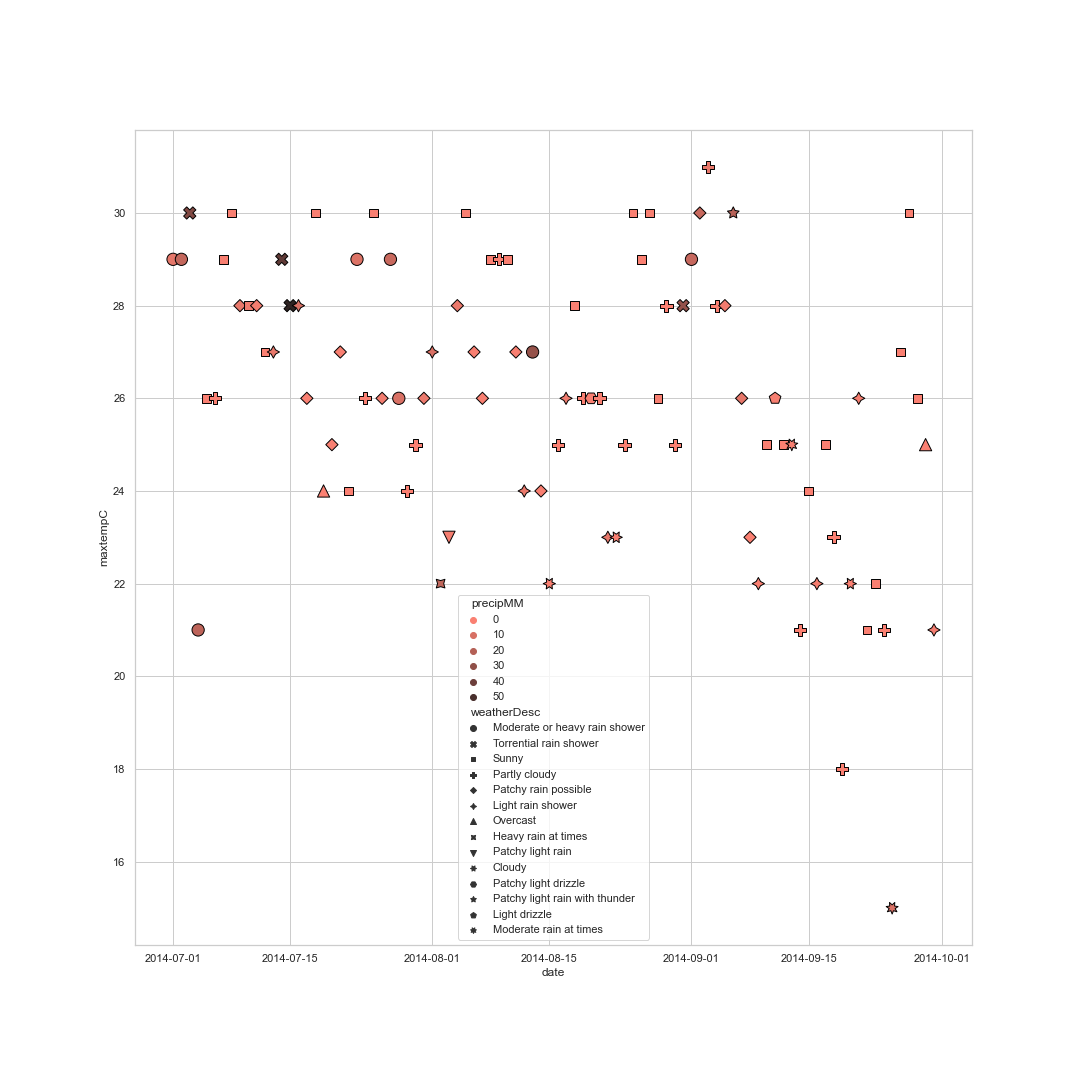 maxtempC
30
28
26
24
22
20
18
16
precipMM
0
10
20
30
40
50
weatherDesc
Moderate or heavy rain shower
Torrential rain shower
Sunny
Partly cloudy
Patchy rain possible
Light rain shower
Overcast
Heavy rain at times
Patchy light rain
Cloudy
Patchy light drizzle
Patchy light rain with thunder
Light drizzle
Moderate rain at times
2014-07-01 2014-07-15 2014-08-01 2014-08-15 2014-09-01 2014-09-15 2014-10-01
date